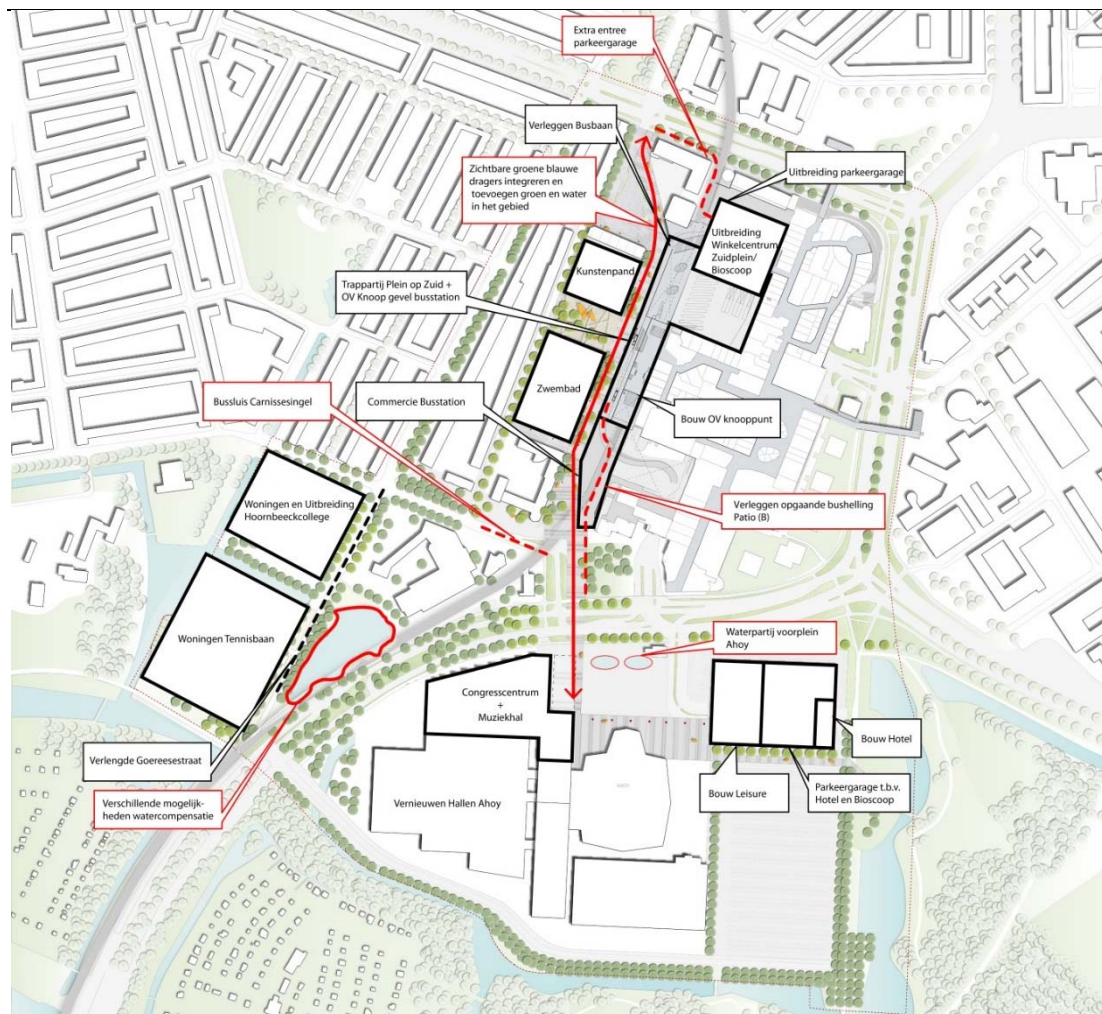 Extra entree
parkeergarage
Verleggen Busbaan
Uitbreiding parkeergarage
Zichtbare groene blauwe
dragers integreren en
toevoegen groen en water
in het gebied
Uitbreiding
Winkelcentrum
Zuidplein/
Bioscoop
Kunstenpand
Trappartij Plein op Zuid +
OV Knoop gevel busstation
Zwembad
Bussluis Carnissesingel
Commercie Busstation
Bouw OV knooppunt
Woningen en Uitbreiding
Hoornbeeckcollege
Verleggen opgaande bushelling
Patio (B)
Woningen Tennisbaan
Waterpartij voorplein
Ahoy
Congresscentrum
+
Muziekhal
Bouw Hotel
Verlengde Goereesestraat
Bouw Leisure
Parkeergarage t.b.v.
Hotel en Bioscoop
Vernieuwen Hallen Ahoy
Verschillende mogelijk-
heden watercompensatie